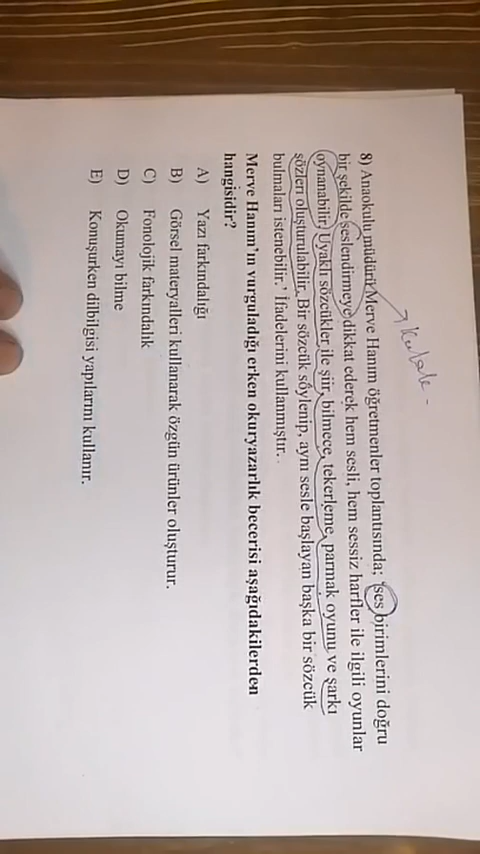 8) Anaokulu müdürü Merve Hanım öğretmenler toplantısında; 'ses birimlerini doğru
bir şekilde seslendirmeye dikkat ederek hem sesli, hem sessiz harfler ile ilgili oyunlar
oynanabilir. Uyaklı sözcükler ile şiir, bilmece, tekerleme, parmak oyunu ve şarkı
sözleri oluşturulabilir. Bir sözcük söylenip, aynı sesle başlayan başka bir sözcük
bulmaları istenebilir.' İfadelerini kullanmıştır.
Merve Hanım'ın vurguladığı erken okuryazarlık becerisi aşağıdakilerden
hangisidir?
A) Yazı farkındalığı
B) Görsel materyalleri kullanarak özgün ürünler oluşturur.
C) Fonolojik farkındalık
D) Okumayı bilme
E) Konuşurken dilbilgisi yapılarını kullanır.